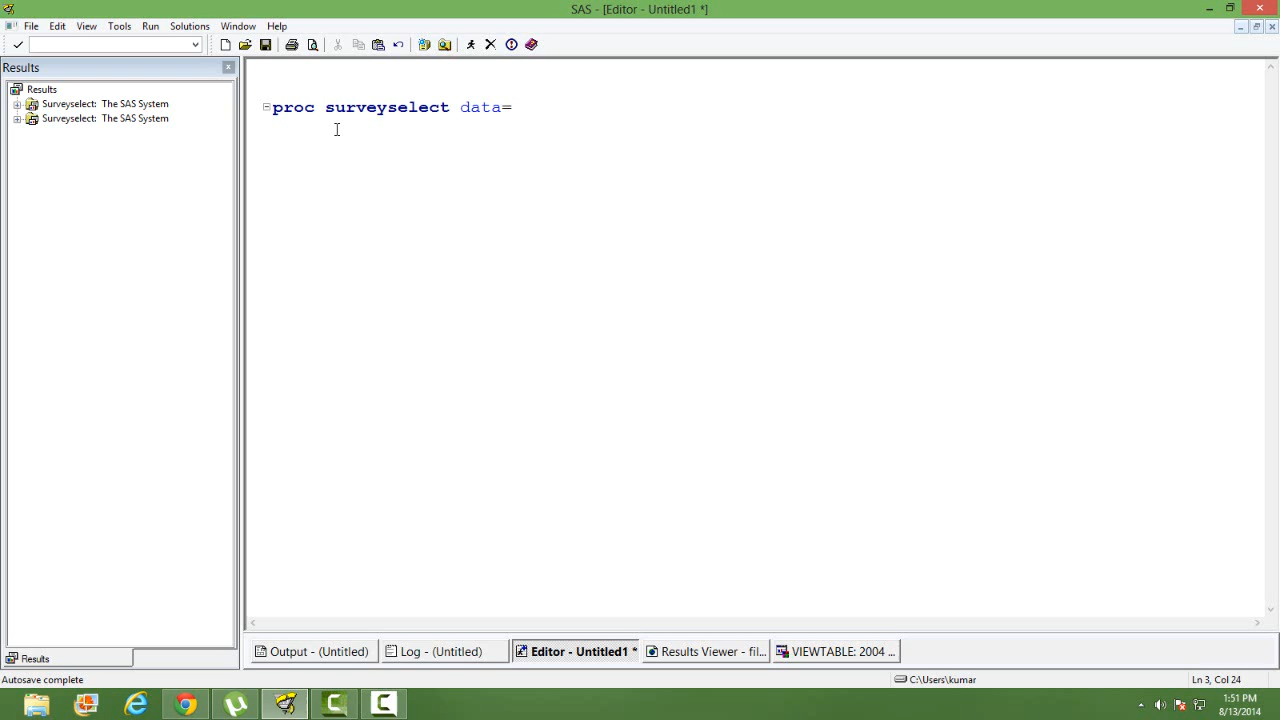 SAS - [Editor - Untitled1 *]
File Edit View Tools Run Solutions Window Help
Results
Results
Surveyselect: The SAS System
Surveyselect: The SAS System
proc surveyselect data=
Results
Output - (Untitled)
Log - (Untitled)
Editor - Untitled1 *
Results Viewer - fil...
VIEWTABLE: 2004 ...
Autosave complete
C:\Users\kumar
Ln 3, Col 24
1:51 PM
8/13/2014